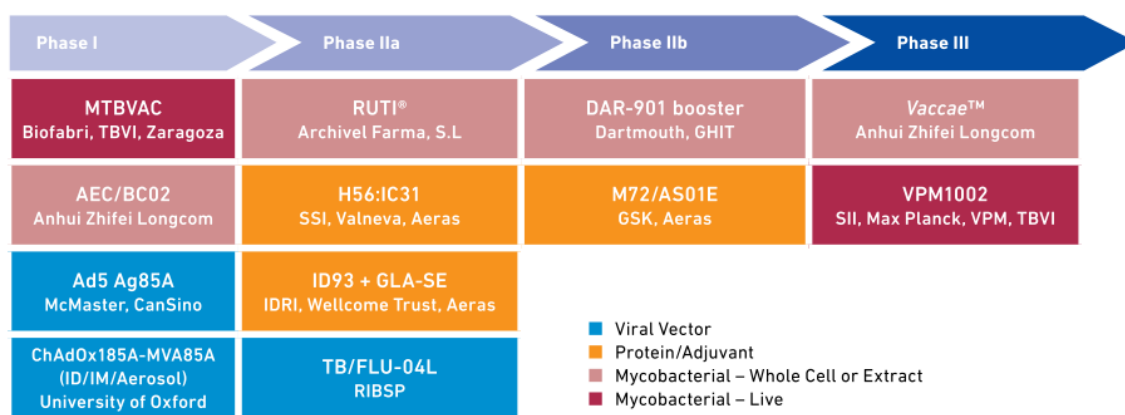 Phase I
Phase IIa
Phase IIb
Phase III
MTBVAC
Biofabri, TBVI, Zaragoza
RUTI®
Archivel Farma, S.L
DAR-901 booster
Dartmouth, GHIT
Vaccae™
Anhui Zhifei Longcom
AEC/BC02
Anhui Zhifei Longcom
H56:IC31
SSI, Valneva, Aeras
M72/AS01E
GSK, Aeras
VPM1002
SII, Max Planck, VPM, TBVI
Ad5 Ag85A
McMaster, CanSino
ID93 + GLA-SE
IDRI, Wellcome Trust, Aeras
ChAdOx185A-MVA85A
(ID/IM/Aerosol)
University of Oxford
TB/FLU-04L
RIBSP
Viral Vector
Protein/Adjuvant
Mycobacterial – Whole Cell or Extract
Mycobacterial – Live